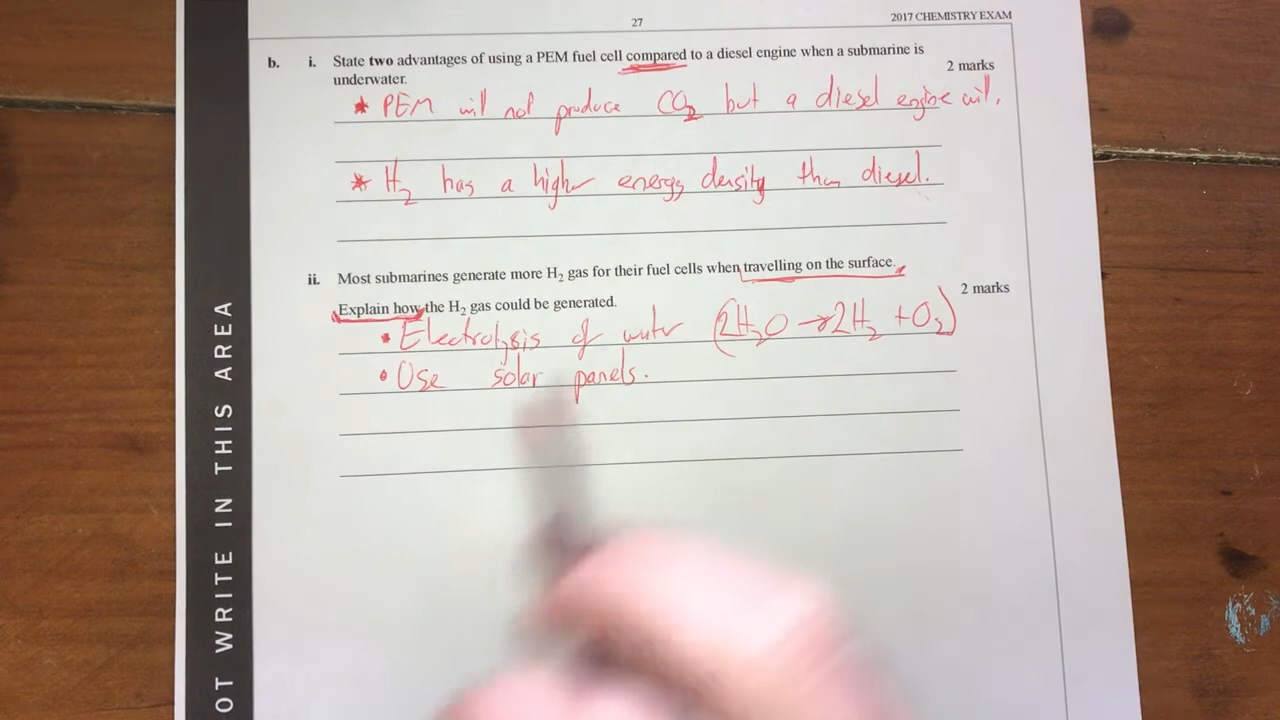 27
2017 CHEMISTRY EXAM
b. i. State two advantages of using a PEM fuel cell compared to a diesel engine when a submarine is
underwater.
2 marks
* PEM will not produce CO2 but a diesel engine will.
* H2 has a higher energy density than diesel.
ii. Most submarines generate more H2 gas for their fuel cells when travelling on the surface.
Explain how the H2 gas could be generated.
2 marks
• Electrolysis of water (2H2O → 2H2 + O2)
• Use solar panels.
OT WRITE IN THIS AREA